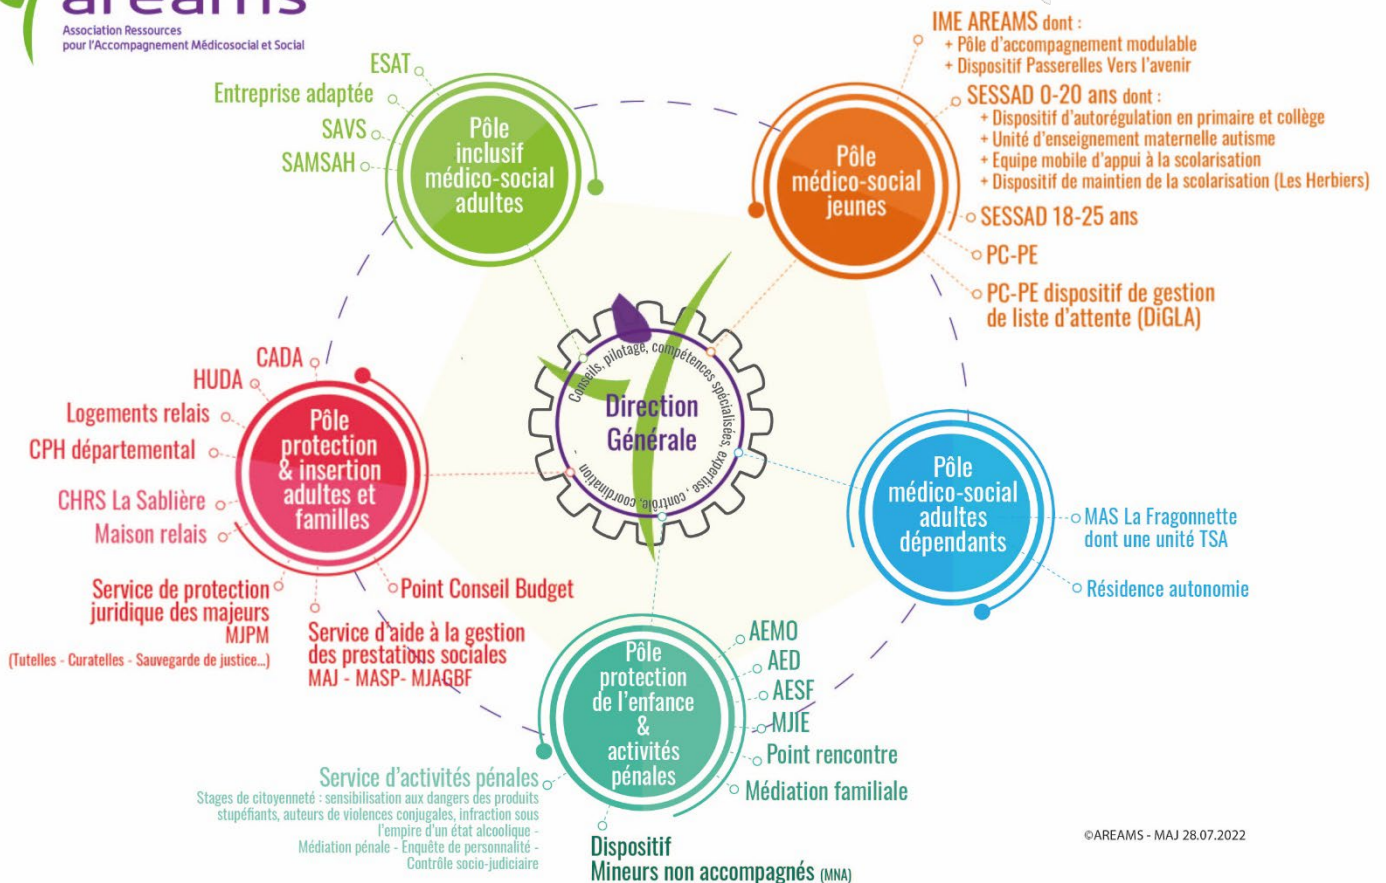 areams
Association Ressources
pour l'Accompagnement Médicosocial et Social
ESAT
Entreprise adaptée
SAVS
SAMSAH
Pôle
inclusif
médico-social
adultes
IME AREAMS dont :
+ Pôle d'accompagnement modulable
+ Dispositif Passerelles Vers l'avenir
SESSAD 0-20 ans dont :
+ Dispositif d'autorégulation en primaire et collège
+ Unité d'enseignement maternelle autisme
+ Equipe mobile d'appui à la scolarisation
+ Dispositif de maintien de la scolarisation (Les Herbiers)
SESSAD 18-25 ans
PC-PE
PC-PE dispositif de gestion
de liste d'attente (DiGLA)
Pôle
médico-social
jeunes
Conseils, pilotage, compétences spécialisées, expertise , contrôle, coordination -
Direction
Générale
CADA
HUDA
Logements relais
CPH départemental
CHRS La Sablière
Maison relais
Pôle
protection
& insertion
adultes et
familles
Service de protection
juridique des majeurs
MJPM
(Tutelles - Curatelles - Sauvegarde de justice...)
Service d'aide à la gestion
des prestations sociales
MAJ - MASP- MJAGBF
Point Conseil Budget
Pôle
médico-social
adultes
dépendants
MAS La Fragonnette
dont une unité TSA
Résidence autonomie
Pôle
protection
de l'enfance
&
activités
pénales
AEMO
AED
AESF
MJIE
Point rencontre
Médiation familiale
Service d'activités pénales
Stages de citoyenneté : sensibilisation aux dangers des produits
stupéfiants, auteurs de violences conjugales, infraction sous
l'empire d'un état alcoolique -
Médiation pénale - Enquête de personnalité -
Contrôle socio-judiciaire
Dispositif
Mineurs non accompagnés (MNA)
©AREAMS - MAJ 28.07.2022